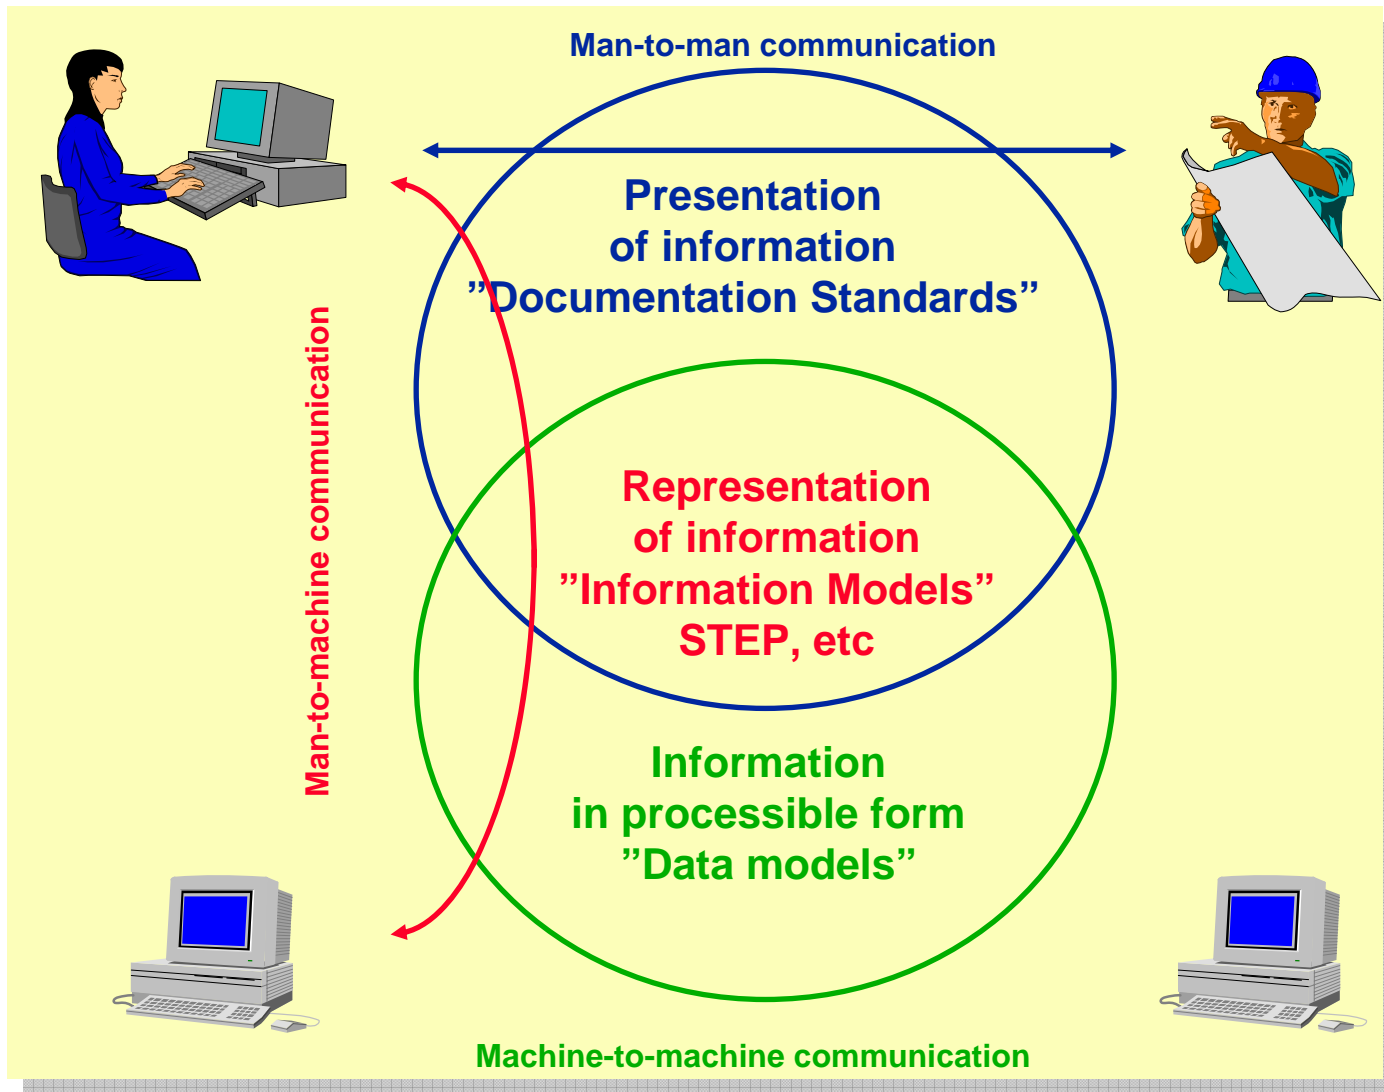 Man-to-man communication
Presentation
of information
”Documentation Standards”
Man-to-machine communication
Representation
of information
”Information Models”
STEP, etc
Information
in processible form
”Data models”
Machine-to-machine communication